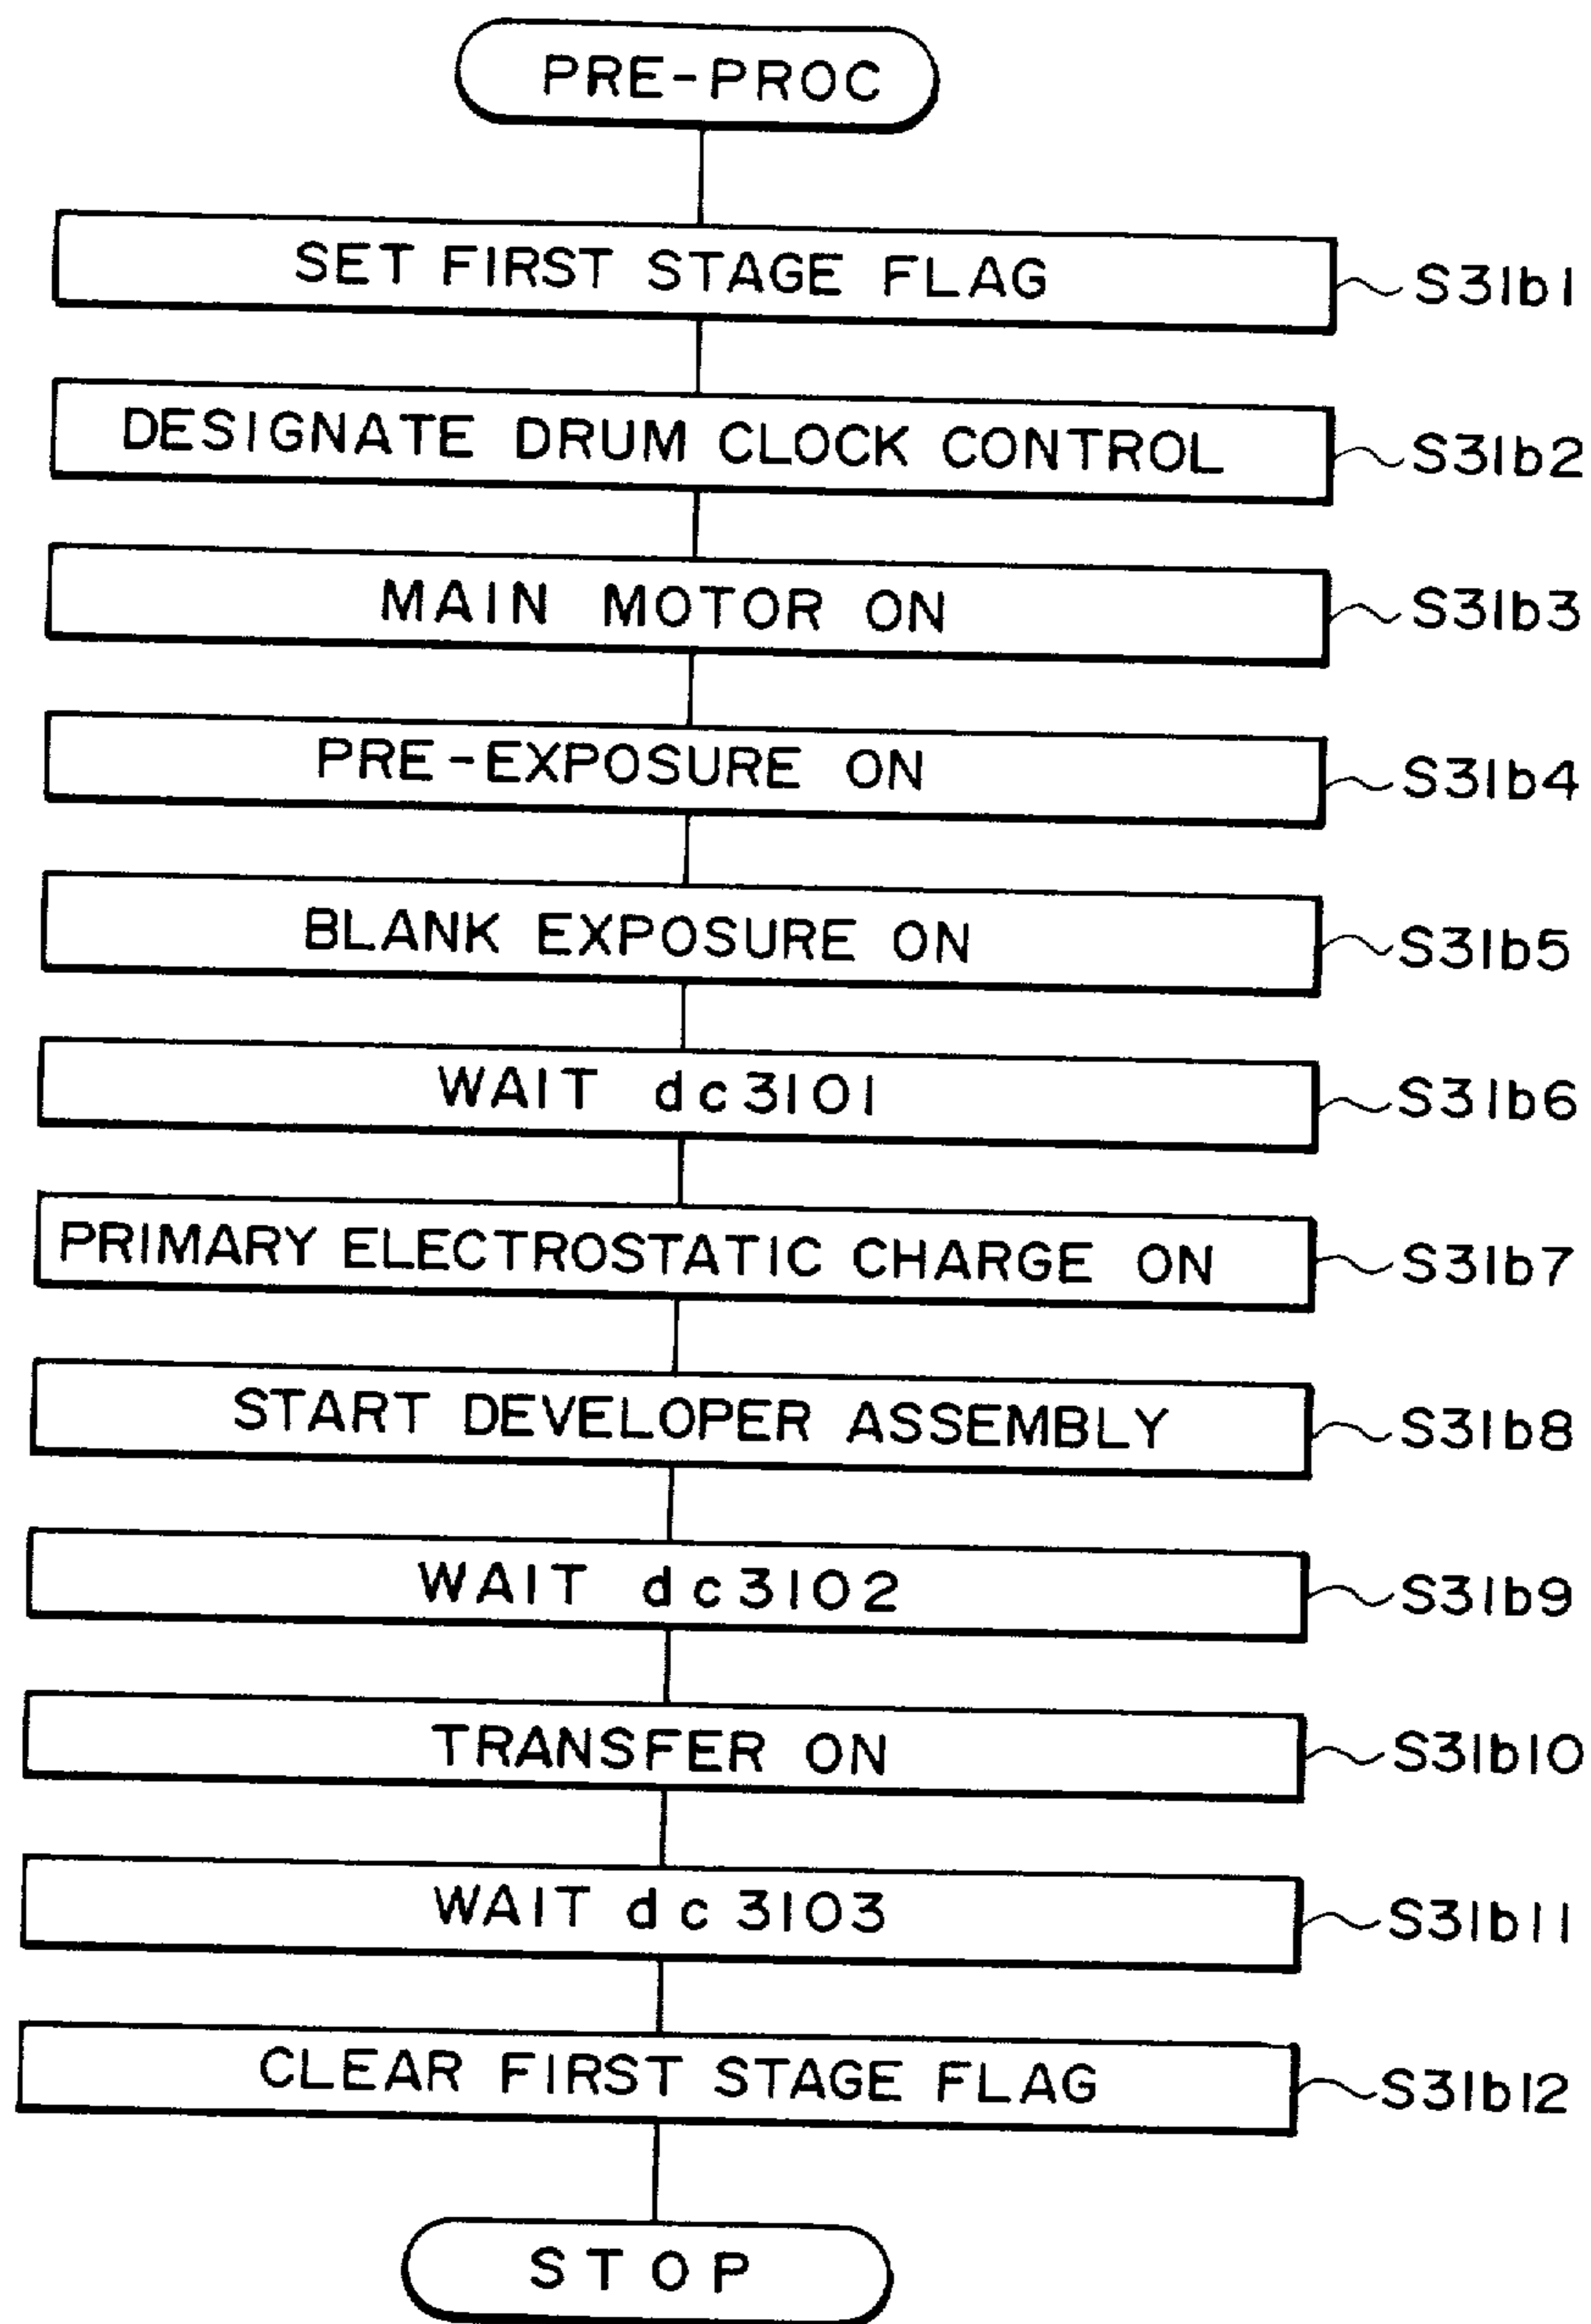 PRE-PROC
SET FIRST STAGE FLAG S31b1
DESIGNATE DRUM CLOCK CONTROL S31b2
MAIN MOTOR ON S31b3
PRE-EXPOSURE ON S31b4
BLANK EXPOSURE ON S31b5
WAIT dc3101 S31b6
PRIMARY ELECTROSTATIC CHARGE ON S31b7
START DEVELOPER ASSEMBLY S31b8
WAIT dc3102 S31b9
TRANSFER ON S31b10
WAIT dc3103 S31b11
CLEAR FIRST STAGE FLAG S31b12
STOP